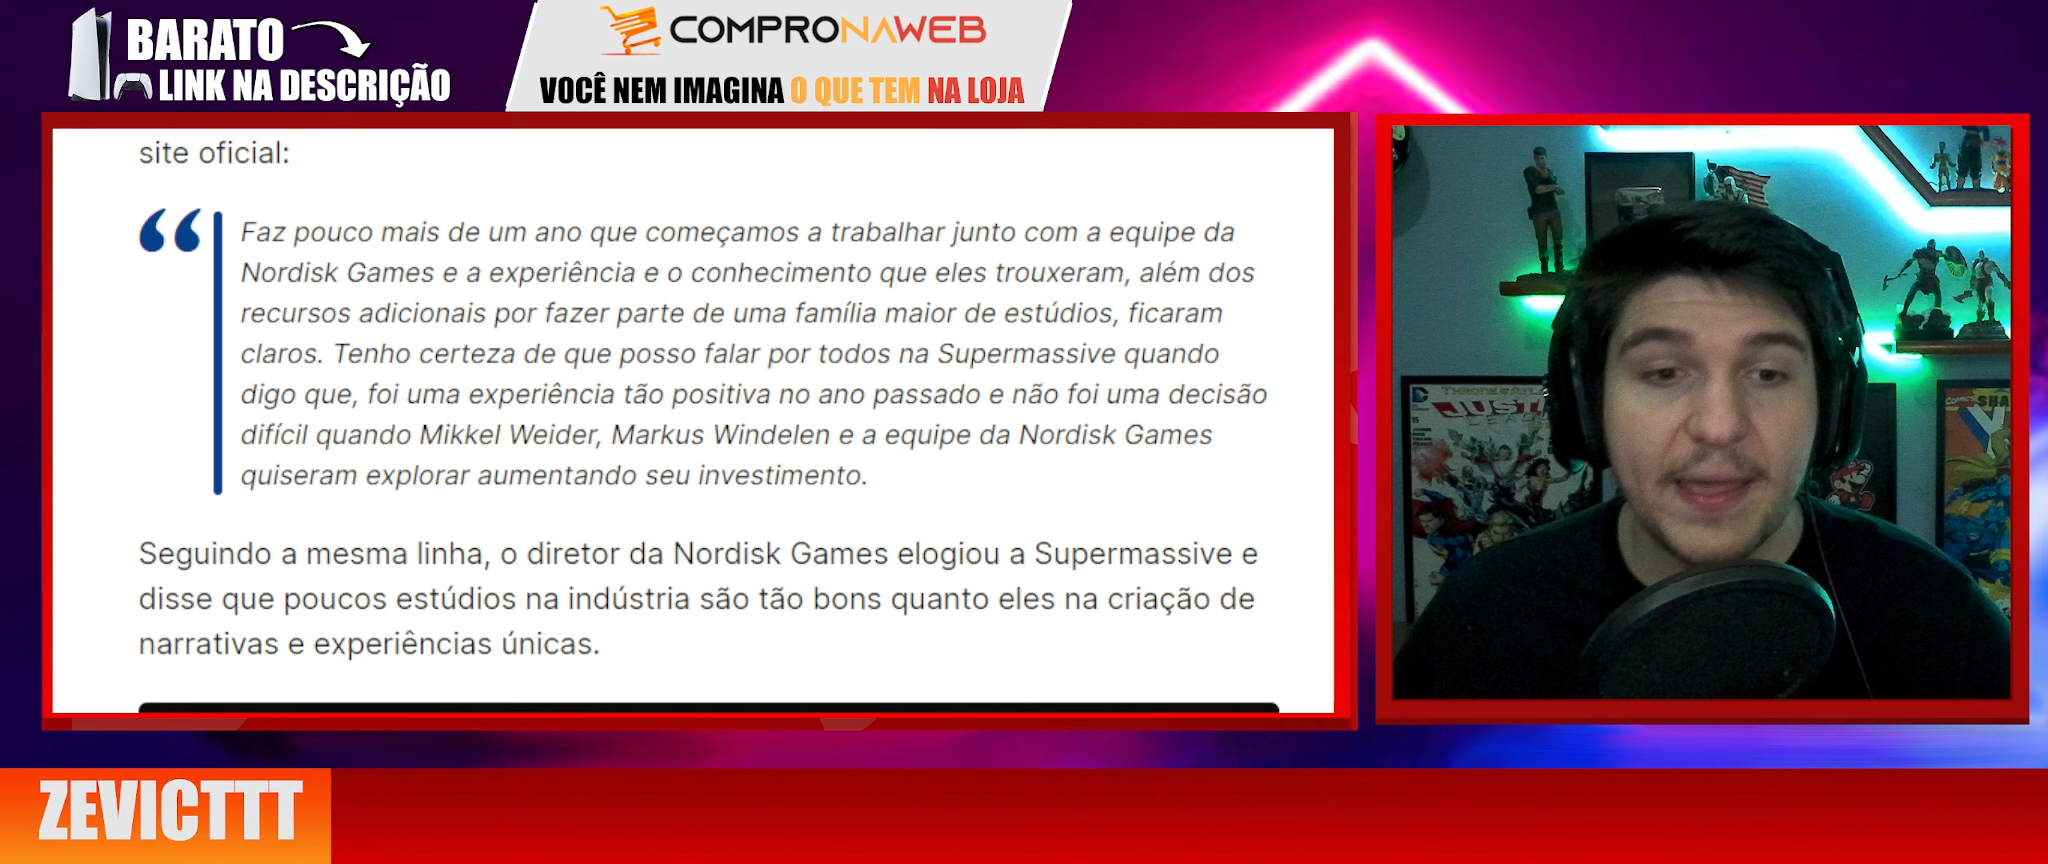 BARATO
LINK NA DESCRIÇÃO
COMPRONAWEB
VOCÊ NEM IMAGINA O QUE TEM NA LOJA
site oficial:
Faz pouco mais de um ano que começamos a trabalhar junto com a equipe da
Nordisk Games e a experiência e o conhecimento que eles trouxeram, além dos
recursos adicionais por fazer parte de uma família maior de estúdios, ficaram
claros. Tenho certeza de que posso falar por todos na Supermassive quando
digo que, foi uma experiência tão positiva no ano passado e não foi uma decisão
difícil quando Mikkel Weider, Markus Windelen e a equipe da Nordisk Games
quiseram explorar aumentando seu investimento.
Seguindo a mesma linha, o diretor da Nordisk Games elogiou a Supermassive e
disse que poucos estúdios na indústria são tão bons quanto eles na criação de
narrativas e experiências únicas.
ZEVICTTT